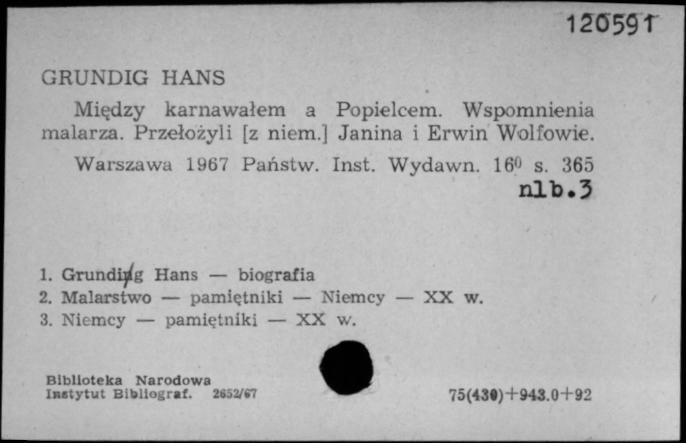 120591
GRUNDIG HANS
Między karnawałem a Popielcem. Wspomnienia
malarza. Przełożyli [z niem.] Janina i Erwin Wolfowie.
Warszawa 1967 Państw. Inst. Wydawn. 16⁰ s. 365
nlb.3
1. Grundig Hans — biografia
2. Malarstwo — pamiętniki — Niemcy — XX w.
3. Niemcy — pamiętniki — XX w.
Biblioteka Narodowa
Instytut Bibliograf. 2652/67
75(430)+943.0+92